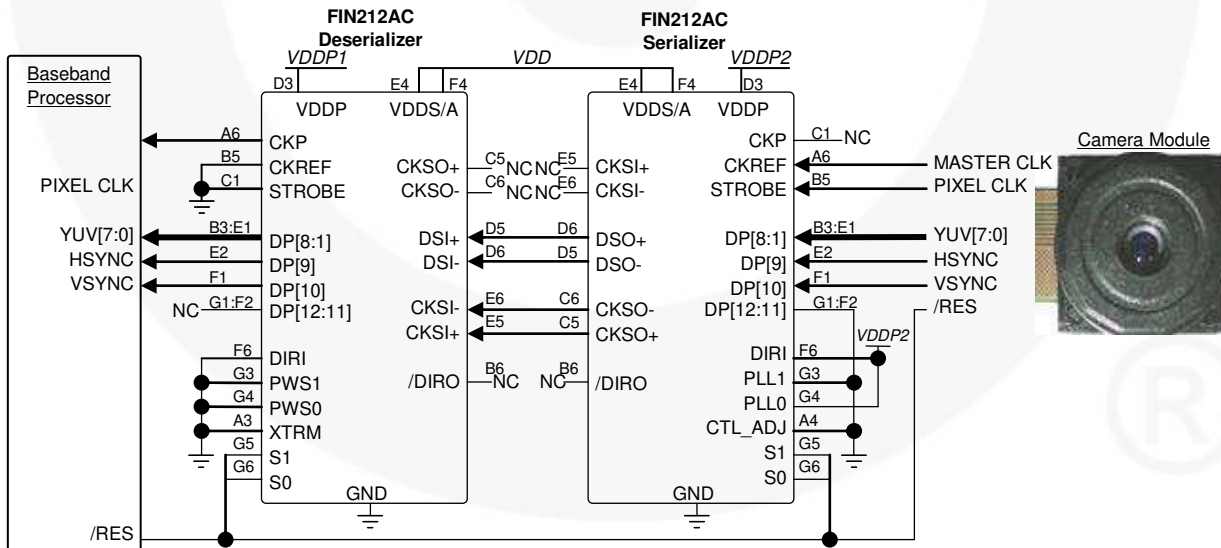 FIN212AC
Deserializer
FIN212AC
Serializer
VDDP1
VDD
VDDP2
D3
E4
F4
E4
F4
D3
Baseband
Processor
VDDP
VDDS/A
VDDS/A
VDDP
A6
CKP
CKP
C1
NC
Camera Module
B5
CKREF
CKSO+
C5
NC
NC
E5
CKSI+
CKREF
A6
MASTER CLK
PIXEL CLK
C1
STROBE
CKSO-
C6
NC
NC
E6
CKSI-
STROBE
B5
PIXEL CLK
YUV[7:0]
B3:E1
DP[8:1]
DSI+
D5
D6
DSO+
DP[8:1]
B3:E1
YUV[7:0]
HSYNC
E2
DP[9]
DSI-
D6
D5
DSO-
DP[9]
E2
HSYNC
VSYNC
F1
DP[10]
DP[10]
F1
VSYNC
NC
G1:F2
DP[12:11]
CKSI-
E6
C6
CKSO-
DP[12:11]
G1:F2
/RES
CKSI+
E5
C5
CKSO+
VDDP2
F6
DIRI
DIRI
F6
G3
PWS1
/DIRO
B6
NC
NC
B6
/DIRO
PLL1
G3
G4
PWS0
PLL0
G4
A3
XTRM
CTL_ADJ
A4
G5
S1
S1
G5
G6
S0
S0
G6
GND
GND
/RES
R